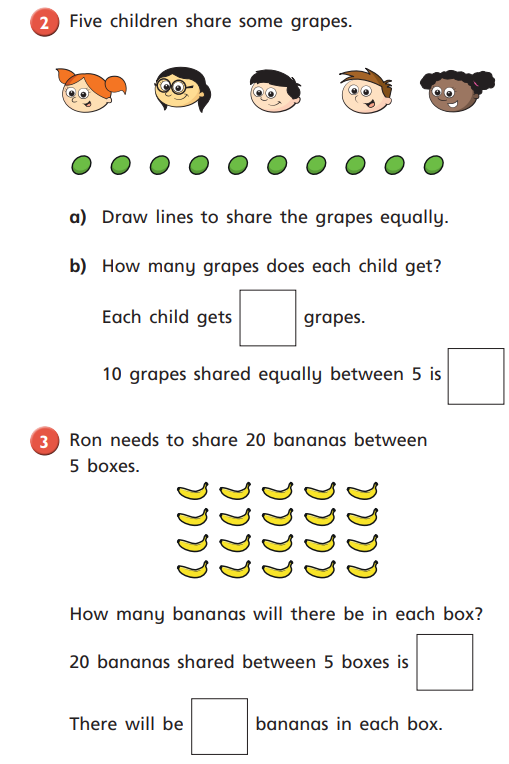 2 Five children share some grapes.
a) Draw lines to share the grapes equally.
b) How many grapes does each child get?
Each child gets grapes.
10 grapes shared equally between 5 is
3 Ron needs to share 20 bananas between
5 boxes.
How many bananas will there be in each box?
20 bananas shared between 5 boxes is
There will be bananas in each box.